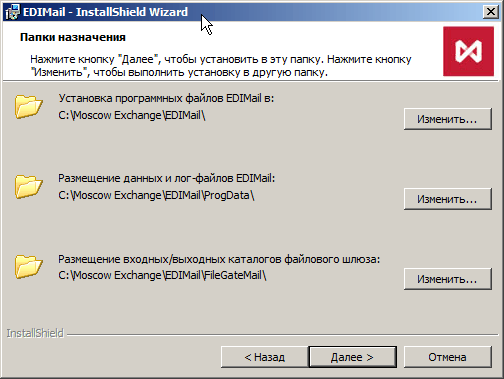 EDIMail - InstallShield Wizard
Папки назначения
Нажмите кнопку "Далее", чтобы установить в эту папку. Нажмите кнопку
"Изменить", чтобы выполнить установку в другую папку.
Установка программных файлов EDIMail в:
C:\Moscow Exchange\EDIMail\
Изменить...
Размещение данных и лог-файлов EDIMail:
C:\Moscow Exchange\EDIMail\ProgData\
Изменить...
Размещение входных/выходных каталогов файлового шлюза:
C:\Moscow Exchange\EDIMail\FileGateMail\
Изменить...
InstallShield
< Назад
Далее >
Отмена